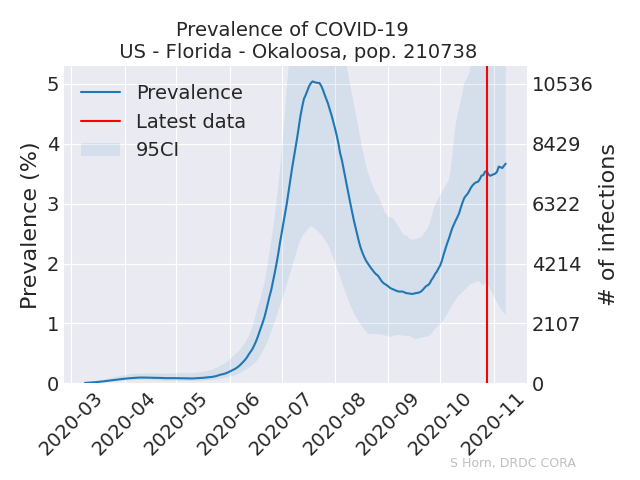 Prevalence of COVID-19
US - Florida - Okaloosa, pop. 210738
Prevalence
Latest data
95CI
Prevalence (%)
5
4
3
2
1
0
10536
8429
6322
4214
2107
0
# of infections
2020-03
2020-04
2020-05
2020-06
2020-07
2020-08
2020-09
2020-10
2020-11
S Horn, DRDC CORA